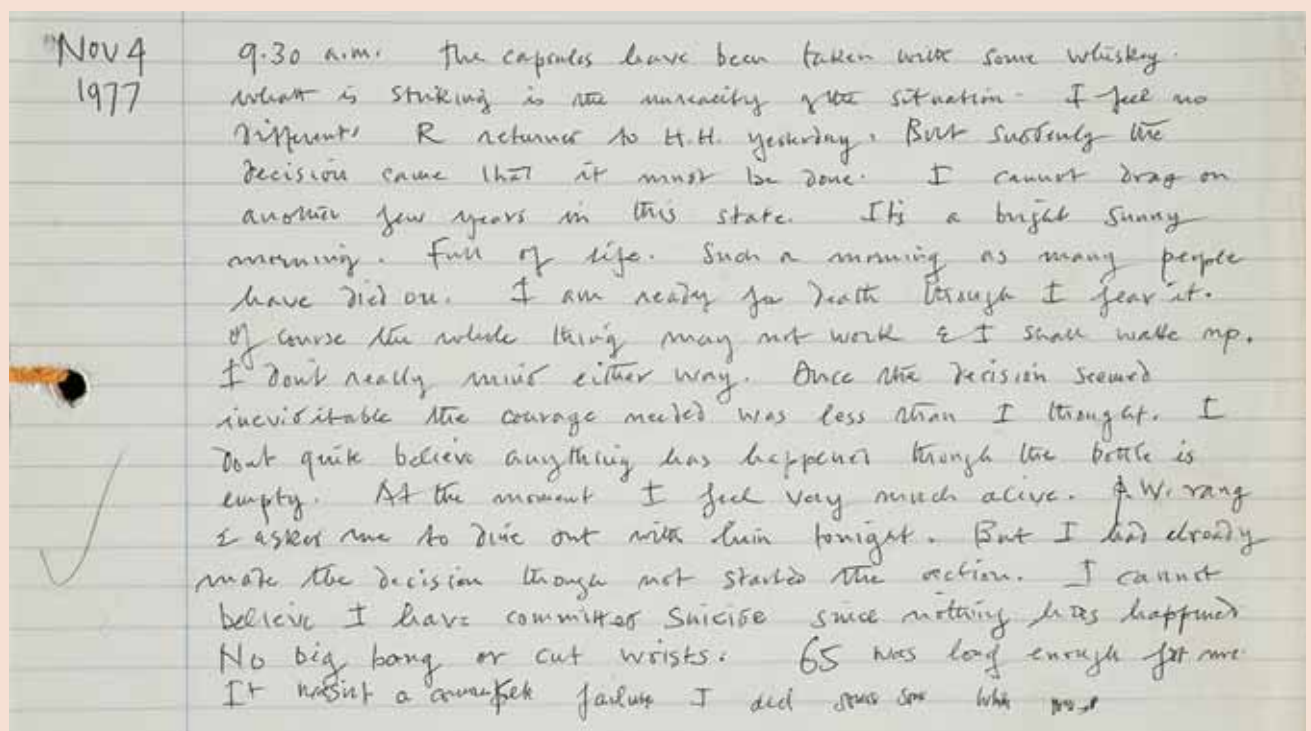 Nov 4
1977
9.30 a.m. The capsules have been taken with some whiskey.
What is striking is the unreality of the situation. I feel no
different. R returned to H.H. yesterday. But suddenly the
decision came that it must be done. I cannot drag on
another few years in this state. It's a bright sunny
morning. Full of life. Such a morning as many people
have died on. I am ready for death though I fear it.
Of course the whole thing may not work & I shall wake up.
I don't really mind either way. Once the decision seemed
inevitable the courage needed was less than I thought. I
don't quite believe anything has happened though the bottle is
empty. At the moment I feel very much alive. P.W. rang
& asked me to dine out with him tonight. But I had already
made the decision though not started the action. I cannot
believe I have committed suicide since nothing has happened
No big bang or cut wrists. 65 was long enough for me.
It wasn't a complete failure I did some